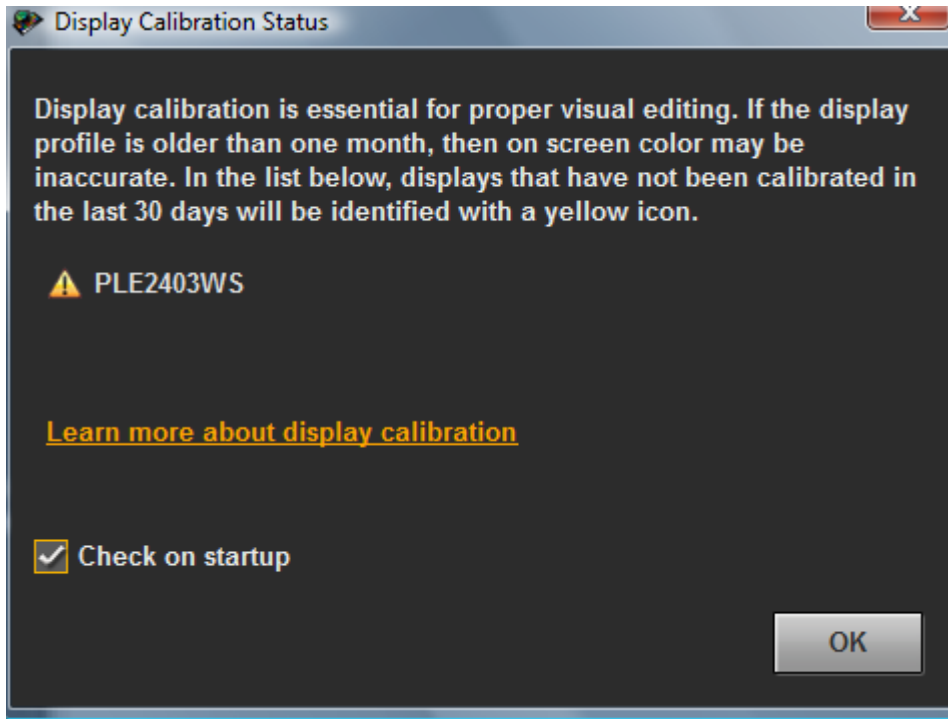 Display Calibration Status
Display calibration is essential for proper visual editing. If the display
profile is older than one month, then on screen color may be
inaccurate. In the list below, displays that have not been calibrated in
the last 30 days will be identified with a yellow icon.
PLE2403WS
Learn more about display calibration
Check on startup
OK